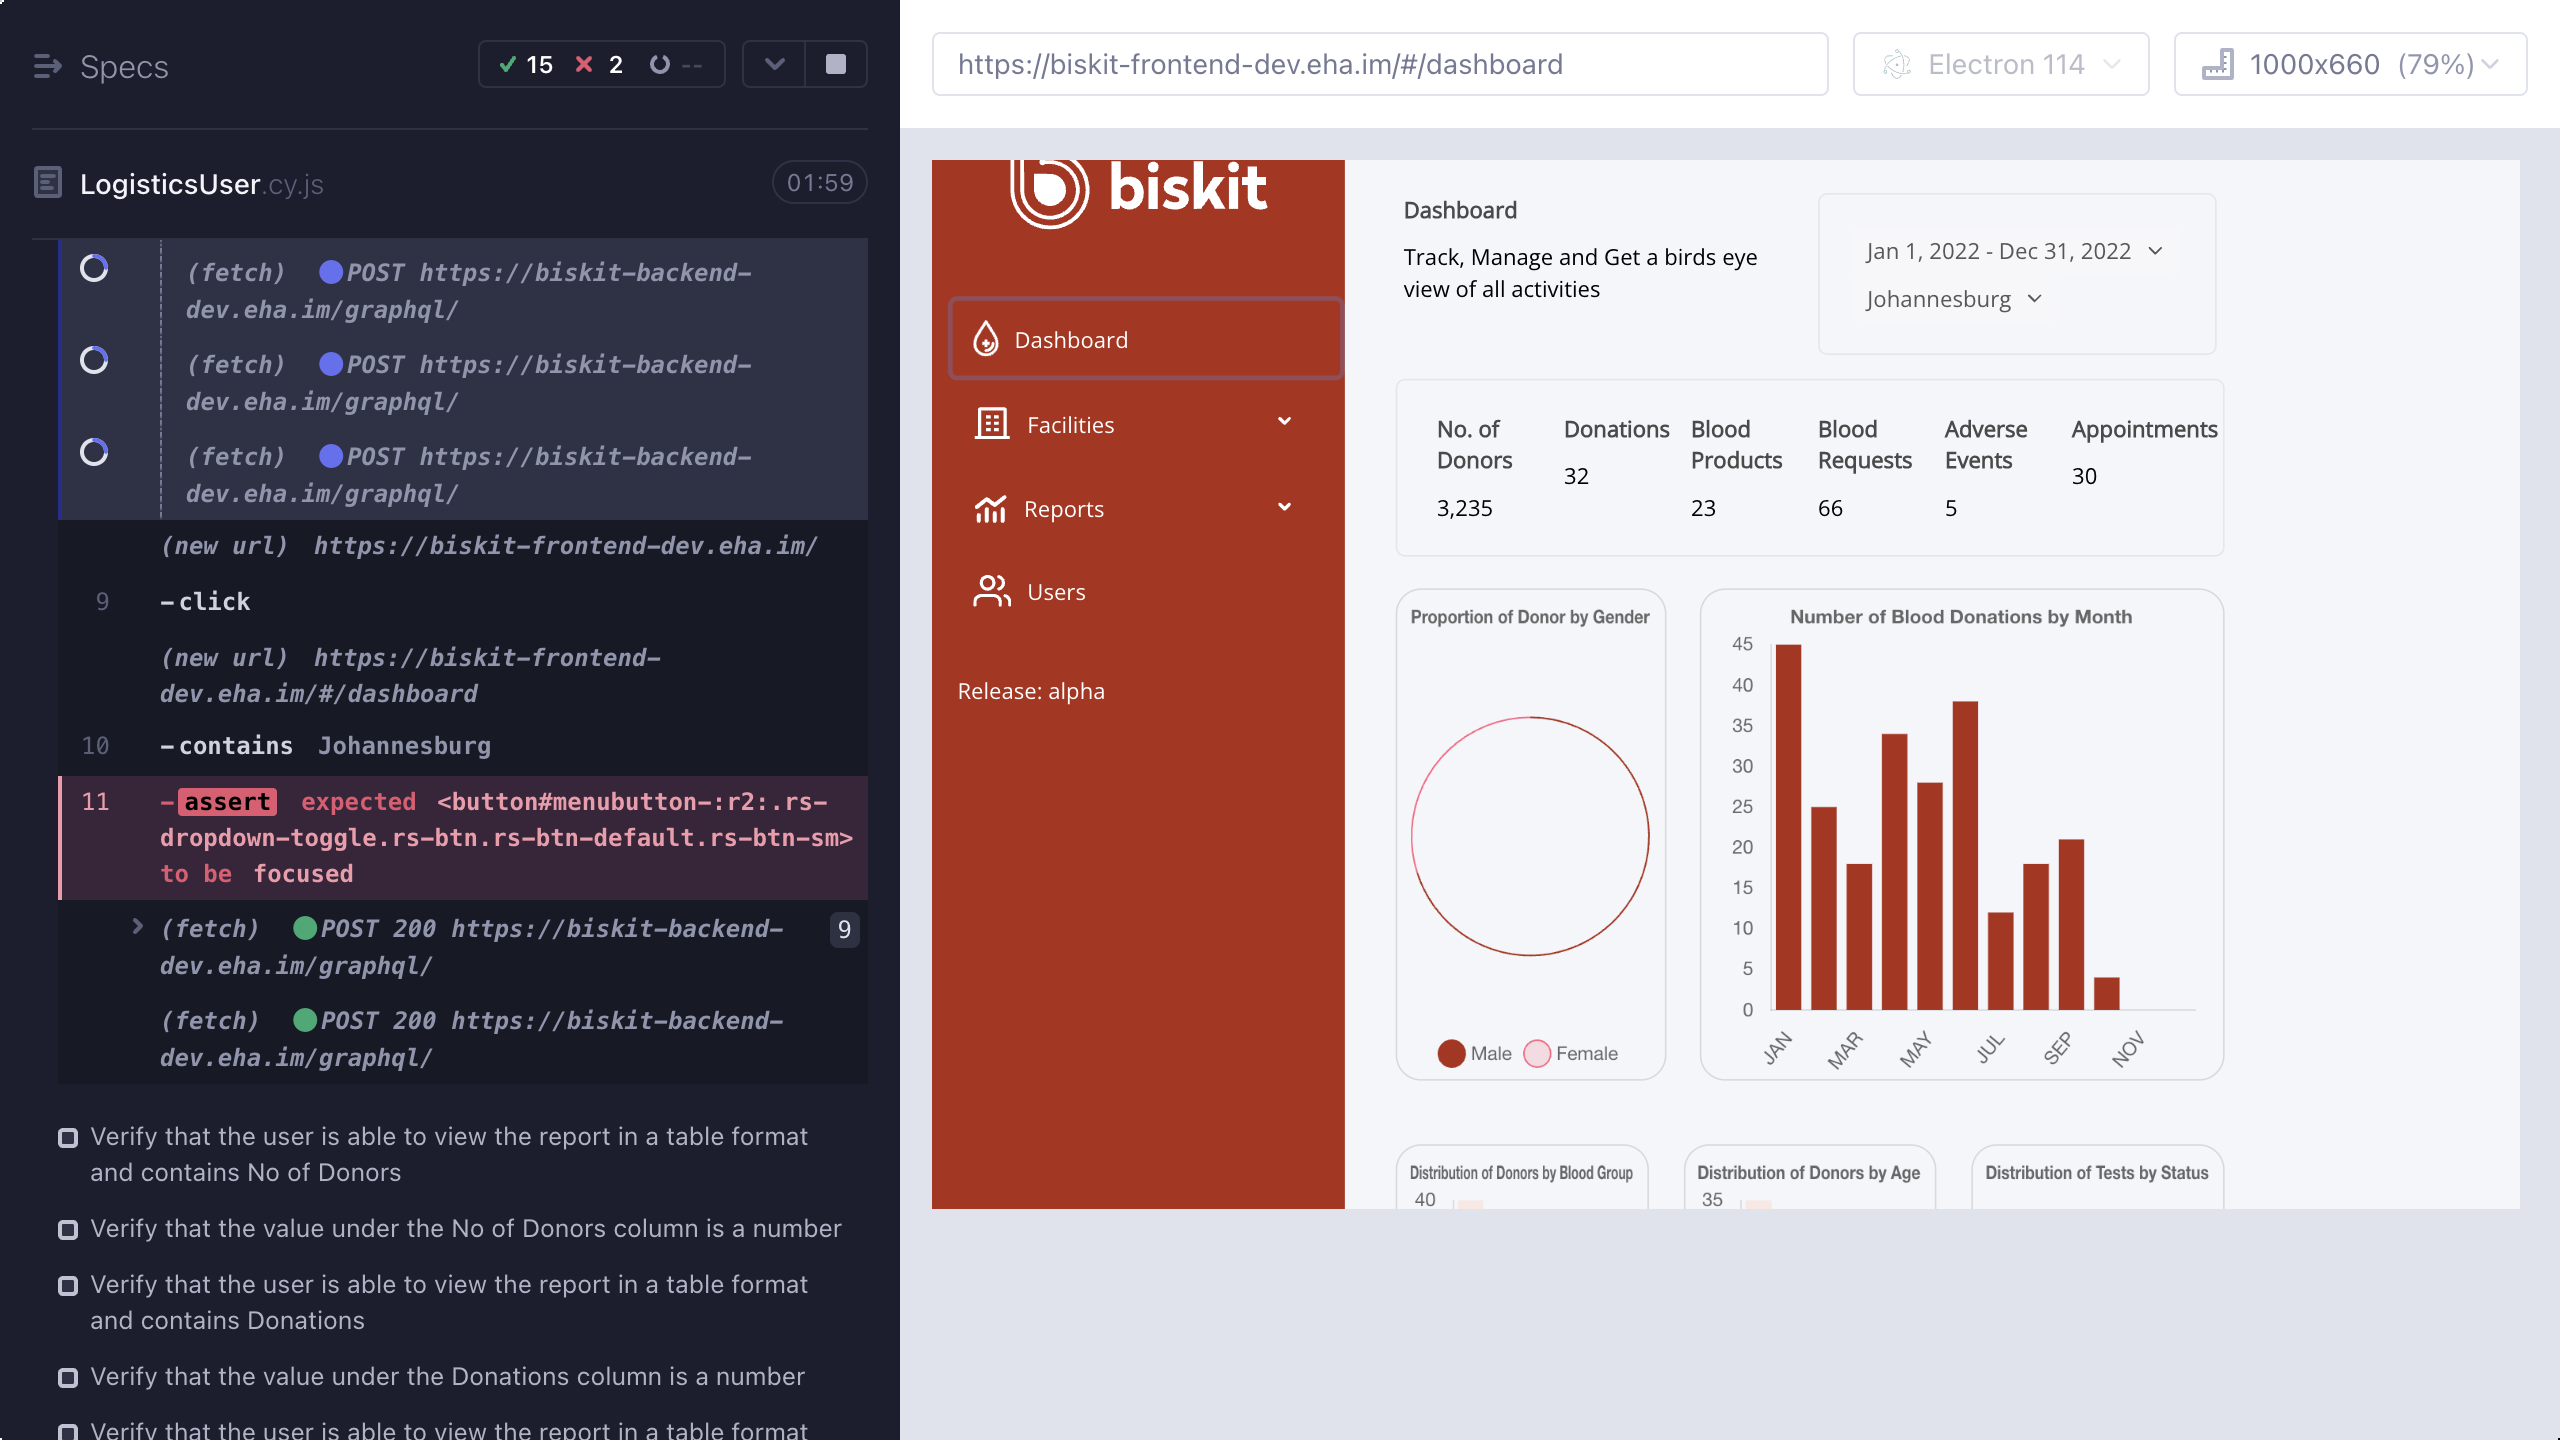 Specs
15 2 --
LogisticsUser.cy.js 01:59
(fetch) POST https://biskit-backend-
dev.eha.im/graphql/
(fetch) POST https://biskit-backend-
dev.eha.im/graphql/
(fetch) POST https://biskit-backend-
dev.eha.im/graphql/
(new url) https://biskit-frontend-dev.eha.im/
9 -click
(new url) https://biskit-frontend-
dev.eha.im/#/dashboard
10 -contains Johannesburg
11 -assert expected <button#menubutton-:r2:.rs-
dropdown-toggle.rs-btn.rs-btn-default.rs-btn-sm>
to be focused
(fetch) POST 200 https://biskit-backend- 9
dev.eha.im/graphql/
(fetch) POST 200 https://biskit-backend-
dev.eha.im/graphql/
Verify that the user is able to view the report in a table format
and contains No of Donors
Verify that the value under the No of Donors column is a number
Verify that the user is able to view the report in a table format
and contains Donations
Verify that the value under the Donations column is a number
Verify that the user is able to view the report in a table format
https://biskit-frontend-dev.eha.im/#/dashboard
Electron 114
1000x660 (79%)
biskit
Dashboard
Facilities
Reports
Users
Release: alpha
Dashboard
Track, Manage and Get a birds eye
view of all activities
Jan 1, 2022 - Dec 31, 2022
Johannesburg
No. of
Donors
3,235
Donations
32
Blood
Products
23
Blood
Requests
66
Adverse
Events
5
Appointments
30
Proportion of Donor by Gender
Male Female
Number of Blood Donations by Month
45
40
35
30
25
20
15
10
5
0
JAN MAR MAY JUL SEP NOV
Distribution of Donors by Blood Group
40
Distribution of Donors by Age
35
Distribution of Tests by Status